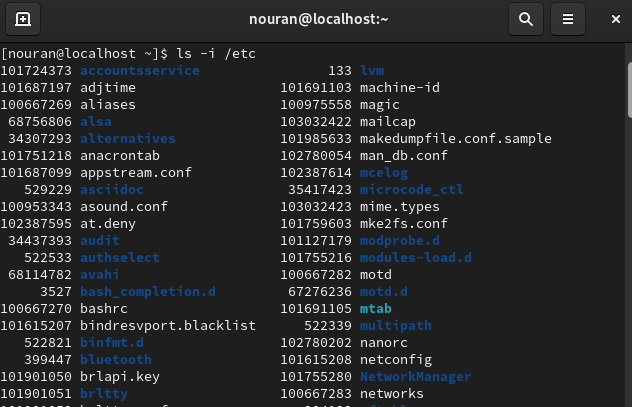 nouran@localhost:~
[nouran@localhost ~]$ ls -i /etc
101724373 accountsservice 133 lvm
101687197 adjtime 101691103 machine-id
100667269 aliases 100975558 magic
68756806 alsa 103032422 mailcap
34307293 alternatives 101985633 makedumpfile.conf.sample
101751218 anacrontab 102780054 man_db.conf
101687099 appstream.conf 102387614 mcelog
529229 asciidoc 35417423 microcode_ctl
100953343 asound.conf 103032423 mime.types
102387595 at.deny 101759603 mke2fs.conf
34437393 audit 101127179 modprobe.d
522533 authselect 101755216 modules-load.d
68114782 avahi 100667282 motd
3527 bash_completion.d 67276236 motd.d
100667270 bashrc 101691105 mtab
101615207 bindresvport.blacklist 522339 multipath
522821 binfmt.d 102780202 nanorc
399447 bluetooth 101615208 netconfig
101901050 brlapi.key 101755280 NetworkManager
101901051 brltty 100667283 networks